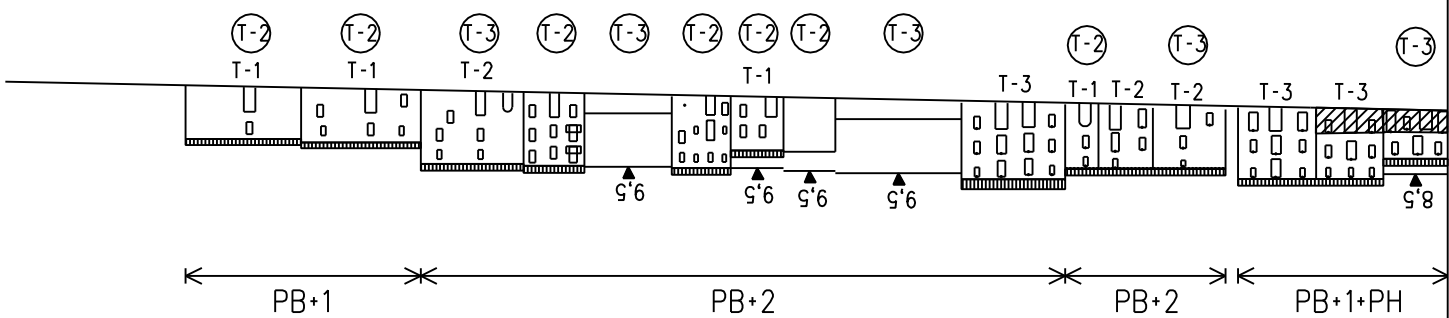 T-2 T-2 T-3 T-2 T-3 T-2 T-2 T-2 T-3 T-2 T-3 T-3
T-1 T-1 T-2 T-1 T-3 T-1 T-2 T-2 T-3 T-3
9,5 9,5 9,5 9,5 8,5
PB+1 PB+2 PB+2 PB+1+PH